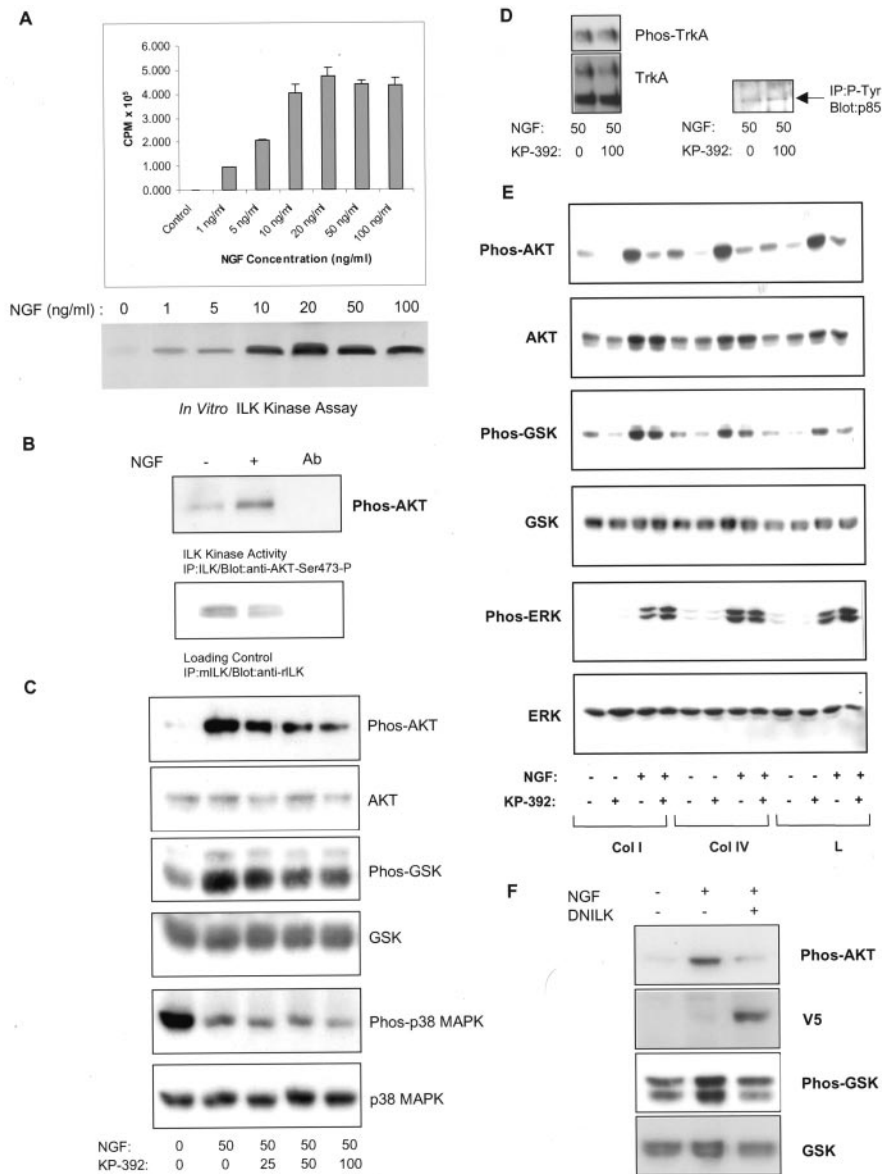 A
6.000
5.000
4.000
3.000
2.000
1.000
0.000
CPM x 10⁵
Control
1 ng/ml
5 ng/ml
10 ng/ml
20 ng/ml
50 ng/ml
100 ng/ml
NGF Concentration (ng/ml)
NGF (ng/ml) : 0 1 5 10 20 50 100
In Vitro ILK Kinase Assay
B
NGF - + Ab
Phos-AKT
ILK Kinase Activity
IP:ILK/Blot:anti-AKT-Ser473-P
Loading Control
IP:mILK/Blot:anti-rILK
C
Phos-AKT
AKT
Phos-GSK
GSK
Phos-p38 MAPK
p38 MAPK
NGF: 0 50 50 50 50
KP-392: 0 0 25 50 100
D
Phos-TrkA
TrkA
NGF: 50 50
KP-392: 0 100
IP:P-Tyr
Blot:p85
NGF: 50 50
KP-392: 0 100
E
Phos-AKT
AKT
Phos-GSK
GSK
Phos-ERK
ERK
NGF: - - + + - - + + - - + +
KP-392: - + - + - + - + - + - +
Col I Col IV L
F
NGF - + +
DNILK - - +
Phos-AKT
V5
Phos-GSK
GSK